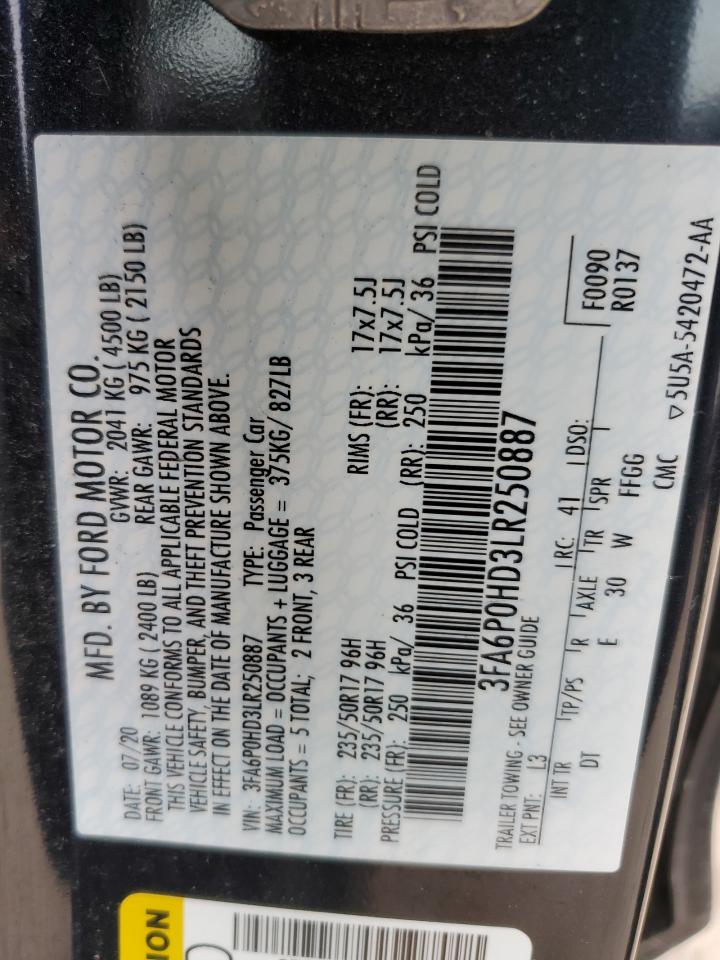 MFD. BY FORD MOTOR CO.
DATE: 07/20 GVWR: 2041 KG ( 4500 LB)
FRONT GAWR: 1089 KG ( 2400 LB) REAR GAWR: 975 KG ( 2150 LB)
THIS VEHICLE CONFORMS TO ALL APPLICABLE FEDERAL MOTOR
VEHICLE SAFETY, BUMPER, AND THEFT PREVENTION STANDARDS
IN EFFECT ON THE DATE OF MANUFACTURE SHOWN ABOVE.
VIN: 3FA6P0HD3LR250887 TYPE: Passenger Car
MAXIMUM LOAD = OCCUPANTS + LUGGAGE = 375KG/ 827LB
OCCUPANTS = 5 TOTAL; 2 FRONT, 3 REAR
TIRE (FR): 235/50R17 96H RIMS (FR): 17x7.5J
(RR): 235/50R17 96H (RR): 17x7.5J
PRESSURE (FR): 250 kPa/ 36 PSI COLD (RR): 250 kPa/ 36 PSI COLD
3FA6P0HD3LR250887
TRAILER TOWING - SEE OWNER GUIDE
F0090
EXT PNT: L3 RC: 41 DSO: R0137
INT TR TP/PS R AXLE TR SPR
DT E 30 W FFGG
CMC ▽5U5A-5420472-AA
ION